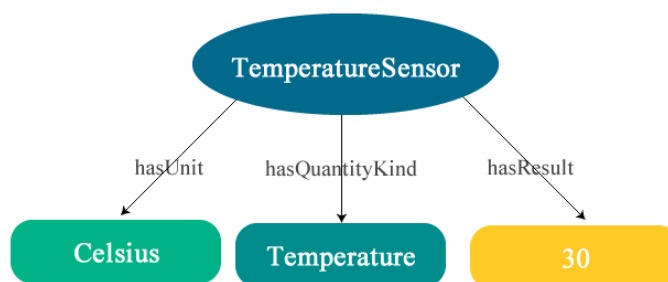 TemperatureSensor
hasUnit
hasQuantityKind
hasResult
Celsius
Temperature
30